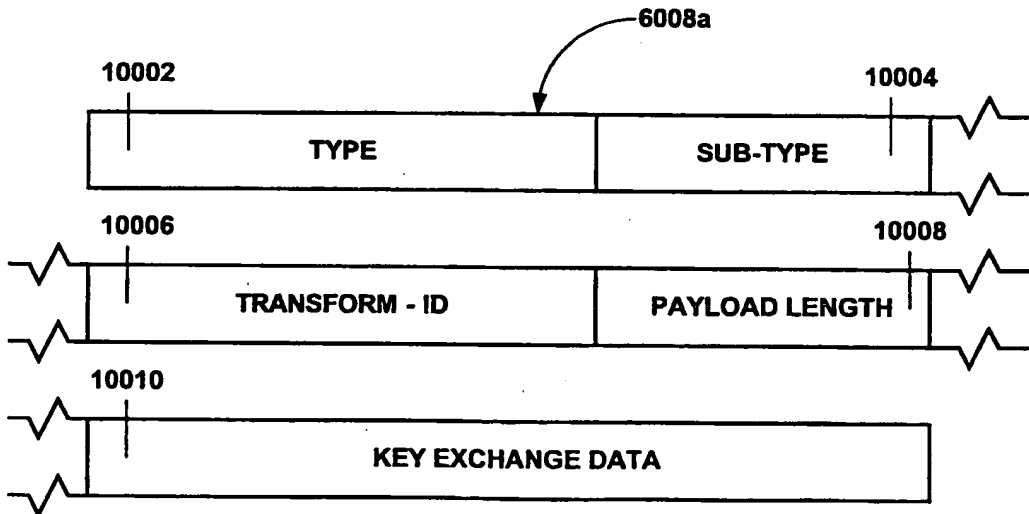 6008a
10002
10004
TYPE
SUB-TYPE
10006
10008
TRANSFORM - ID
PAYLOAD LENGTH
10010
KEY EXCHANGE DATA